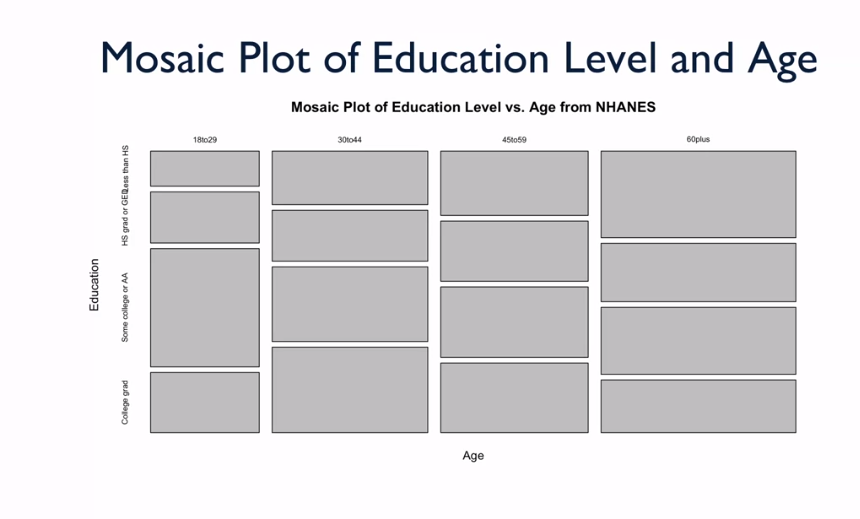 Mosaic Plot of Education Level and Age
Mosaic Plot of Education Level vs. Age from NHANES
18to29 30to44 45to59 60plus
Less than HS
HS grad or GED
Some college or AA
College grad
Education
Age